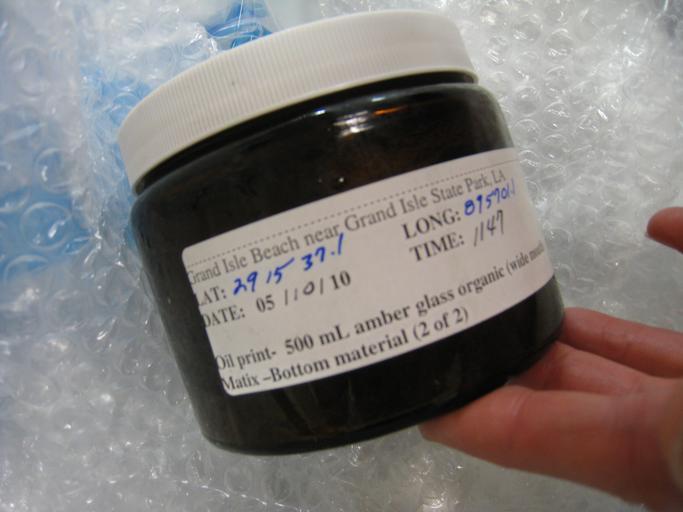 Grand Isle Beach near Grand Isle State Park, LA
LAT: 29 15 37.1 LONG: 895701.1
DATE: 05/10/10 TIME: 1147
Oil print- 500 mL amber glass organic (wide
Matix –Bottom material (2 of 2)